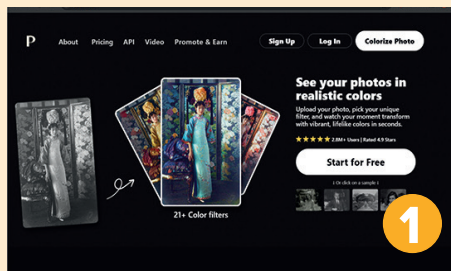 P
About Pricing API Video Promote & Earn
Sign Up Log In Colorize Photo
See your photos in
realistic colors
Upload your photo, pick your unique
filter, and watch your moment transform
with vibrant, lifelike colors in seconds.
2.8M+ Users | Rated 4.9 Stars
Start for Free
Or click on a sample
21+ Color filters
1